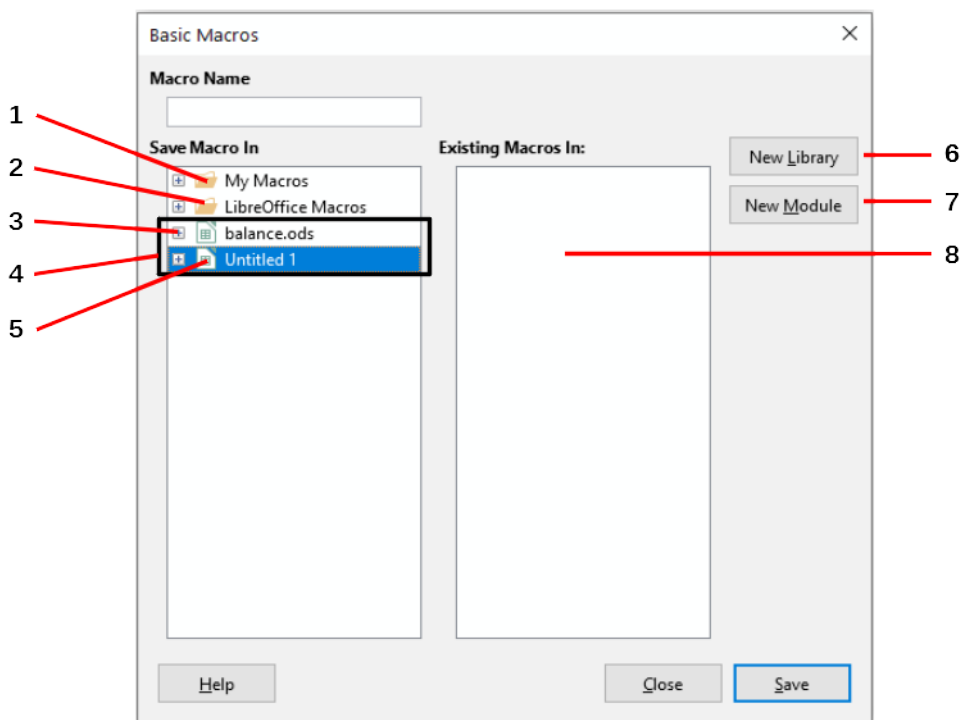 Basic Macros
Macro Name
1
Save Macro In
Existing Macros In:
New Library
6
2
My Macros
LibreOffice Macros
New Module
7
3
balance.ods
4
Untitled 1
8
5
Help
Close
Save